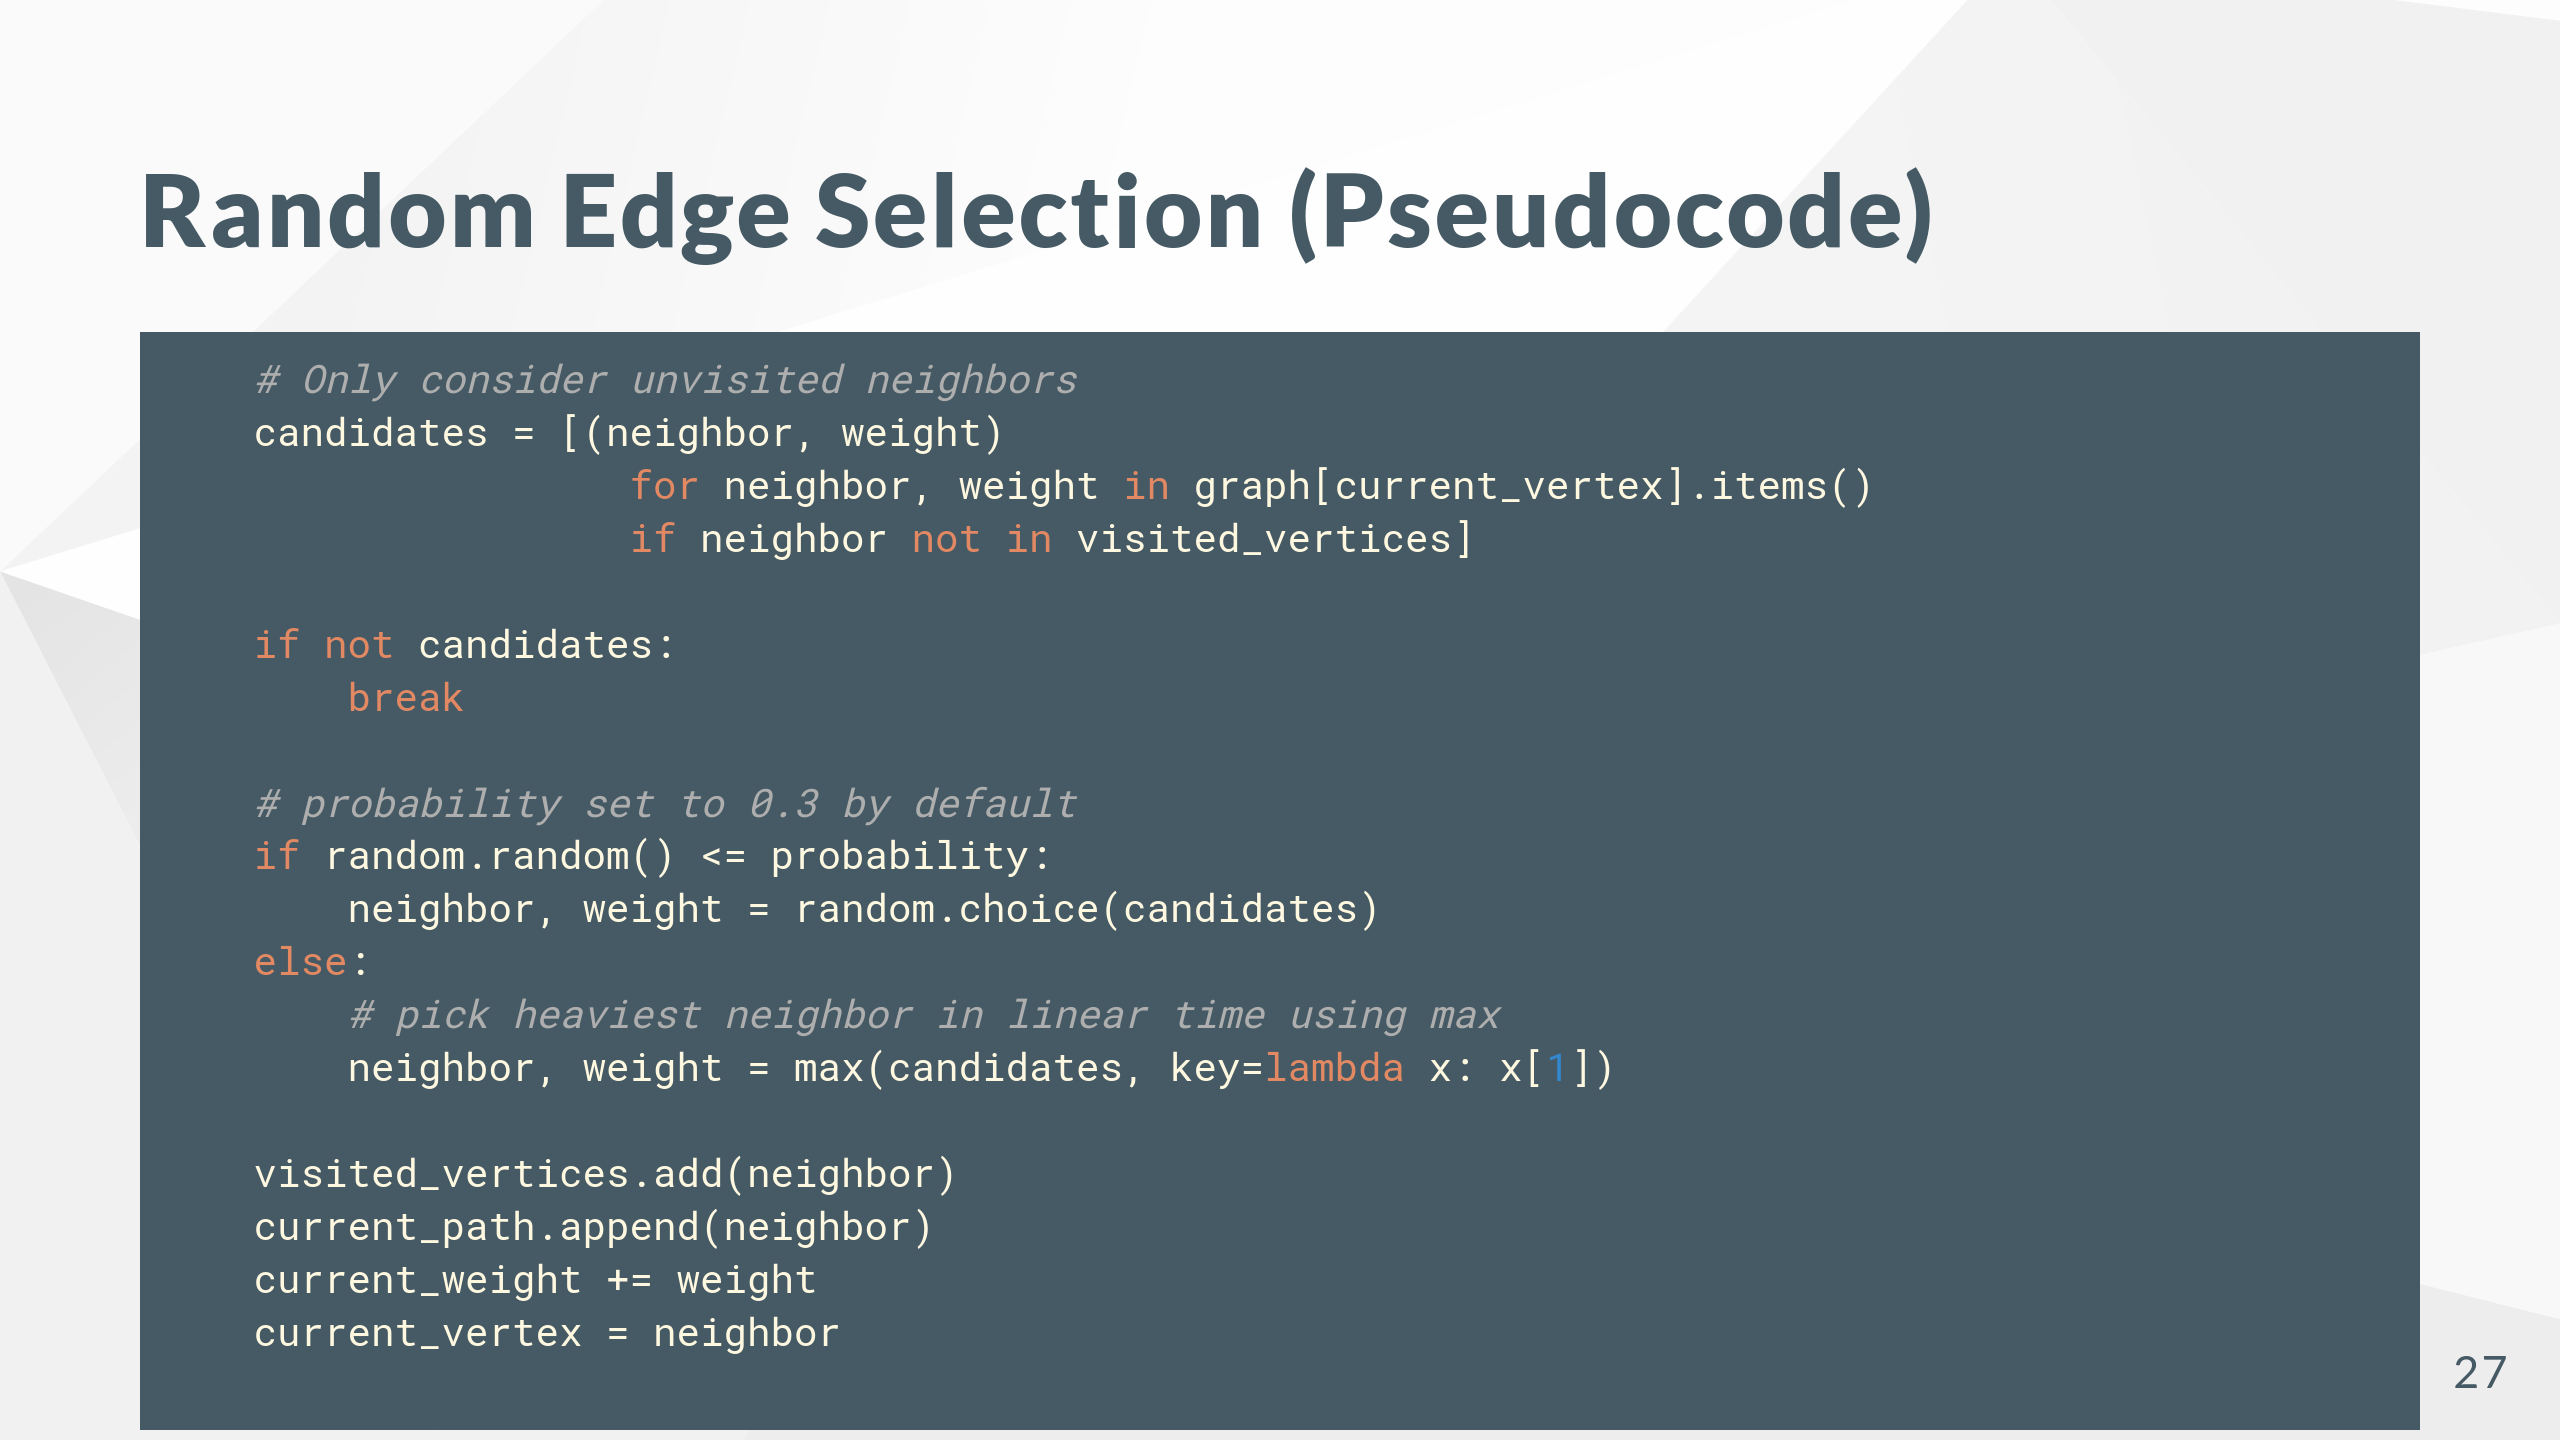 Random Edge Selection (Pseudocode)
# Only consider unvisited neighbors
candidates = [(neighbor, weight)
                for neighbor, weight in graph[current_vertex].items()
                if neighbor not in visited_vertices]
if not candidates:
    break
# probability set to 0.3 by default
if random.random() <= probability:
    neighbor, weight = random.choice(candidates)
else:
    # pick heaviest neighbor in linear time using max
    neighbor, weight = max(candidates, key=lambda x: x[1])
visited_vertices.add(neighbor)
current_path.append(neighbor)
current_weight += weight
current_vertex = neighbor
27